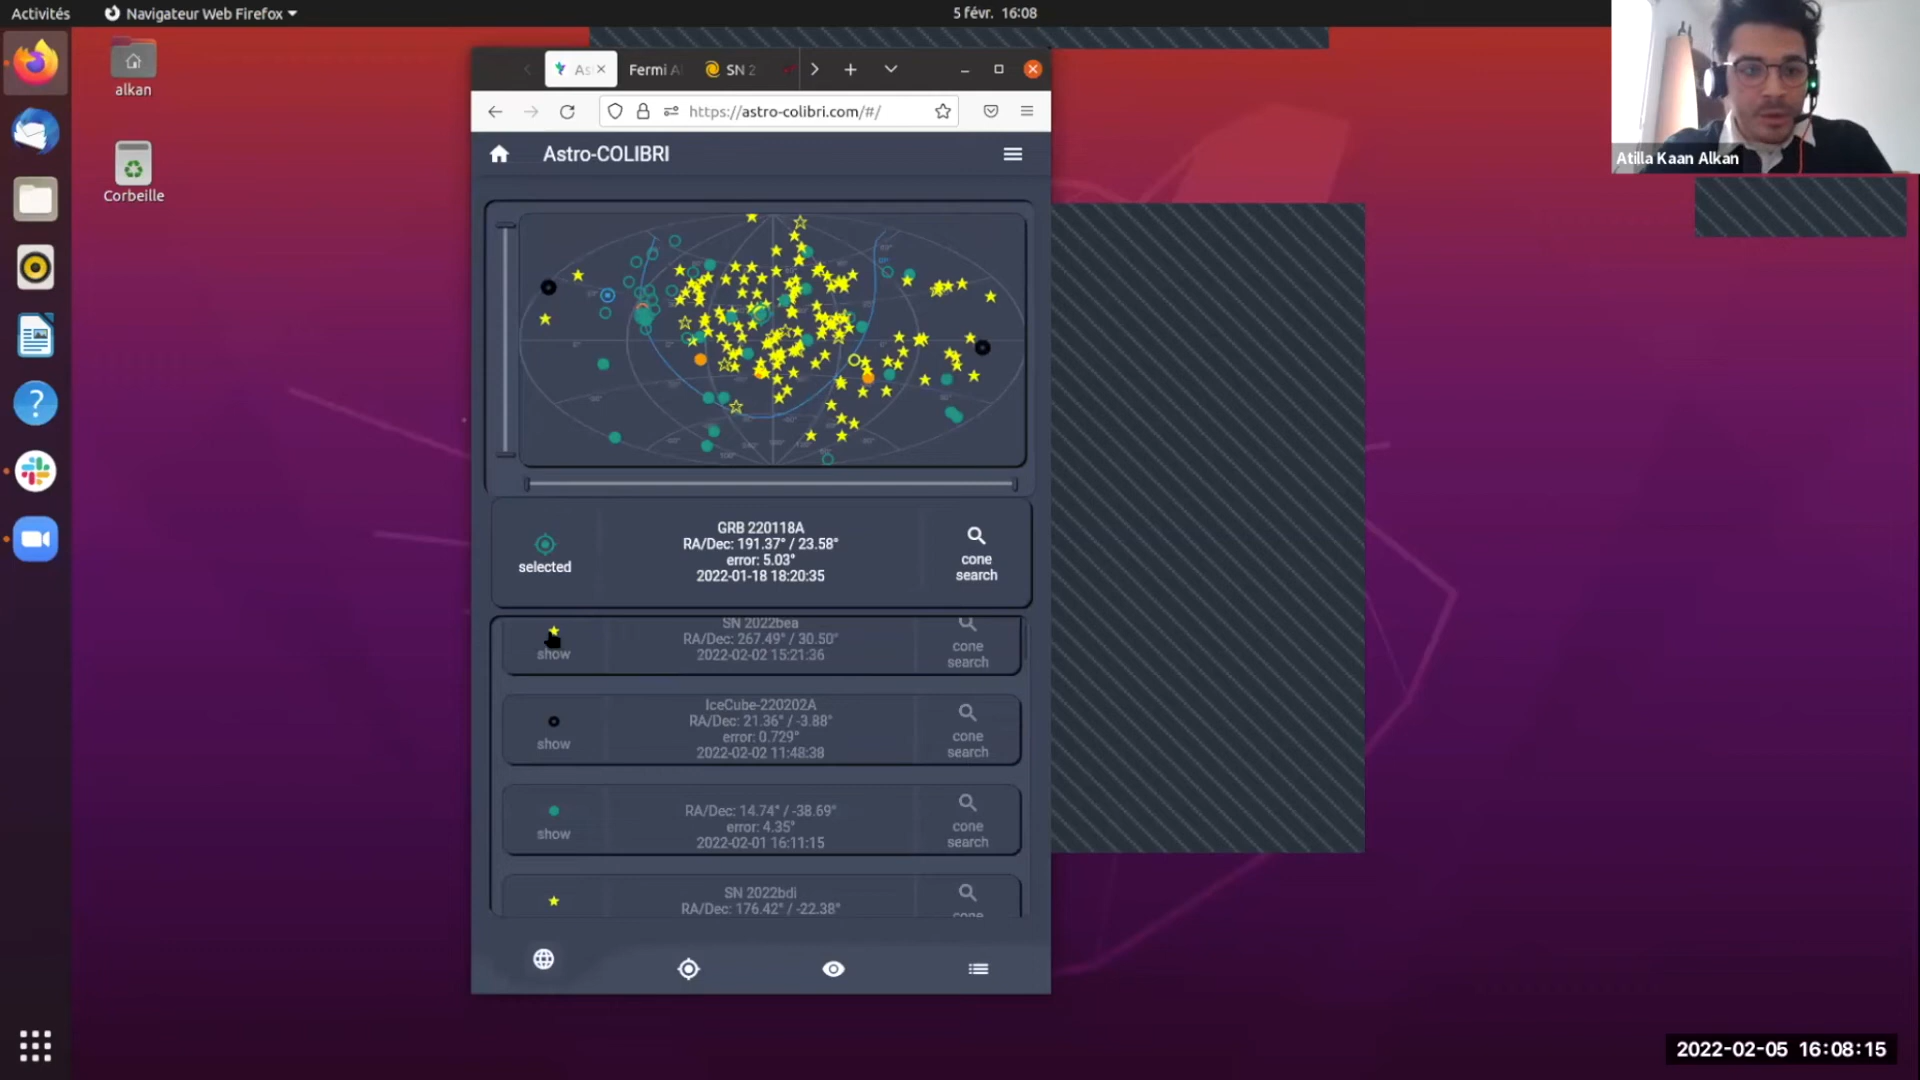 Activités
Navigateur Web Firefox
5 févr. 16:08
alkan
Corbeille
As
Fermi A
SN 2
https://astro-colibri.com/#/
Astro-COLIBRI
Atilla Kaan Alkan
selected
GRB 220118A
RA/Dec: 191.37° / 23.58°
error: 5.03°
2022-01-18 18:20:35
cone
search
show
SN 2022bea
RA/Dec: 267.49° / 30.50°
2022-02-02 15:21:36
cone
search
show
IceCube-220202A
RA/Dec: 21.36° / -3.88°
error: 0.729°
2022-02-02 11:48:38
cone
search
show
RA/Dec: 14.74° / -38.69°
error: 4.35°
2022-02-01 16:11:15
cone
search
SN 2022bdi
RA/Dec: 176.42° / -22.38°
cone
2022-02-05 16:08:15